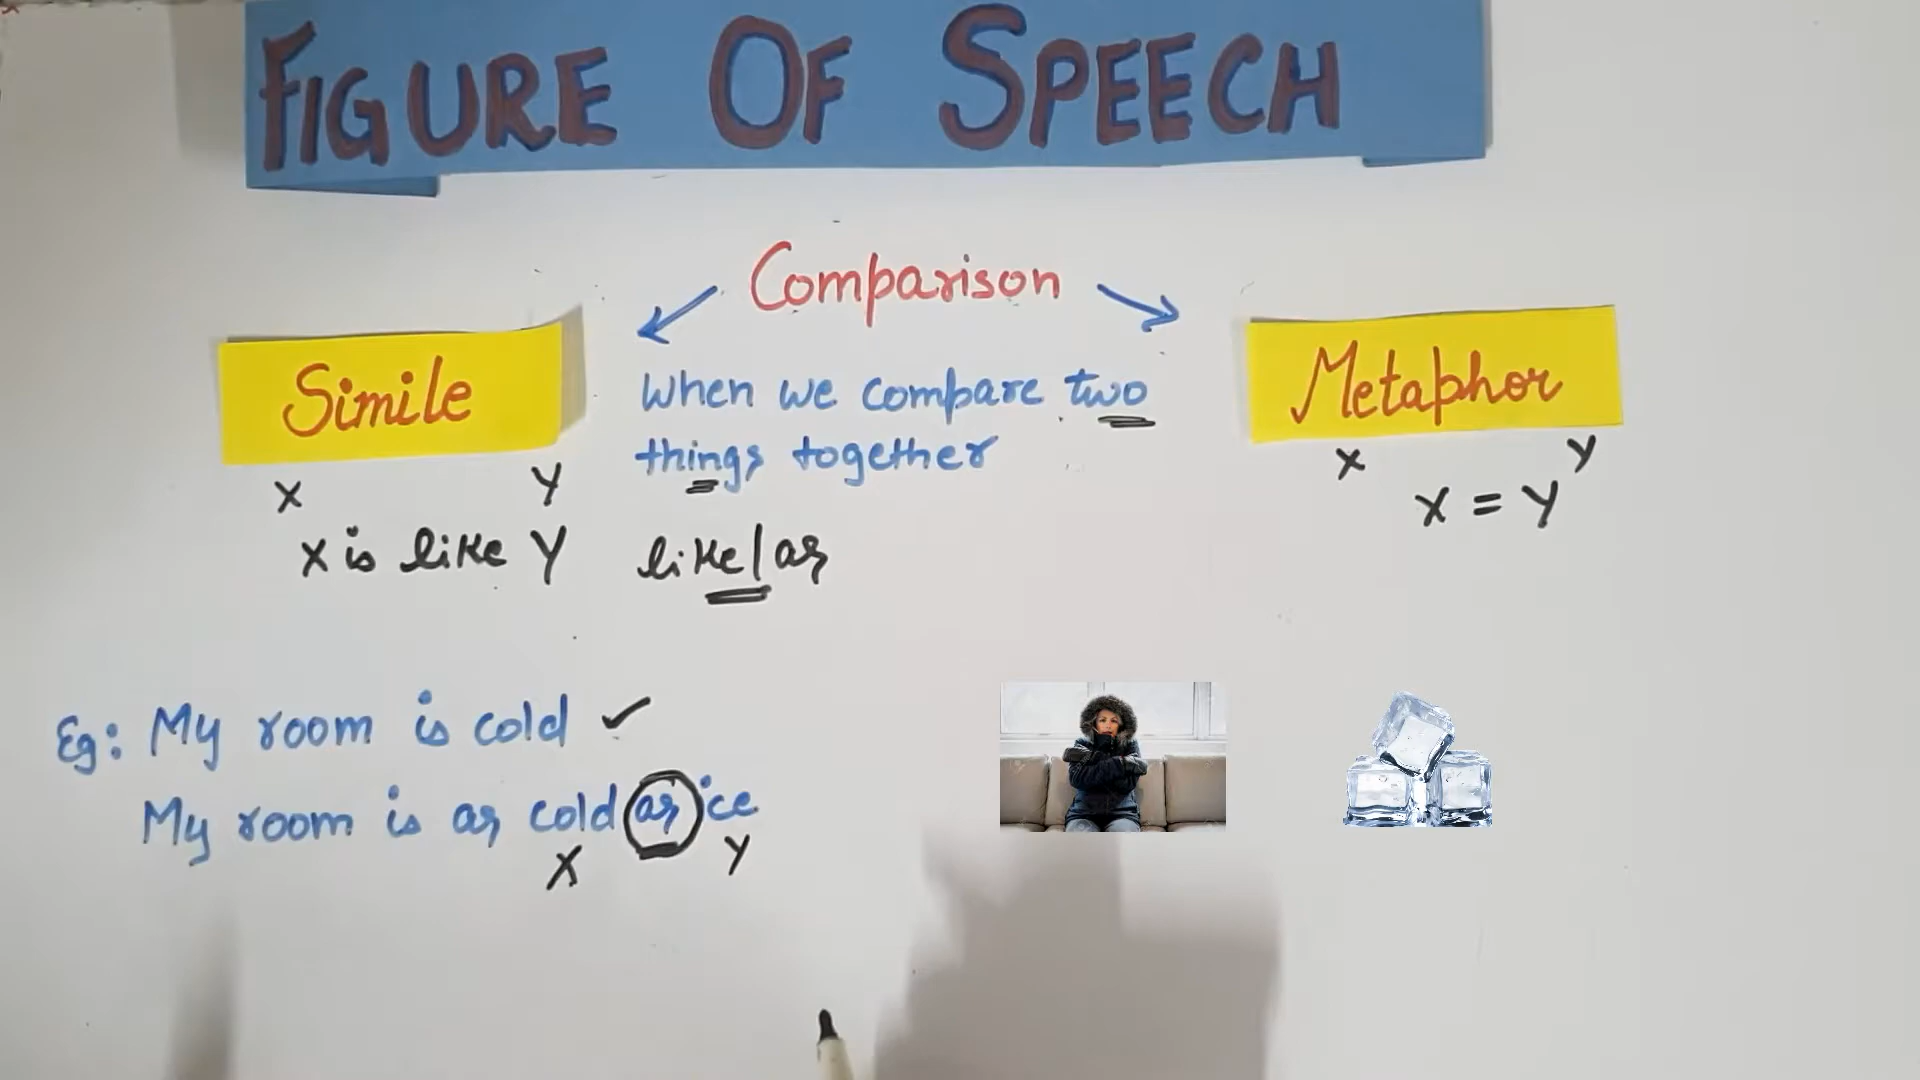 FIGURE OF SPEECH
Comparison
Simile
When we compare two
things together
Metaphor
X Y
X is like Y
like/as
X Y
X = Y
Eg: My room is cold ✓
My room is as cold as ice
X Y